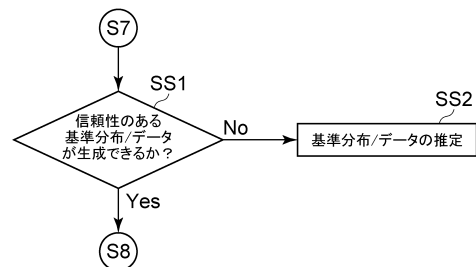 S7
SS1
信頼性のある
基準分布/データ
が生成できるか？
No
SS2
基準分布/データの推定
Yes
S8